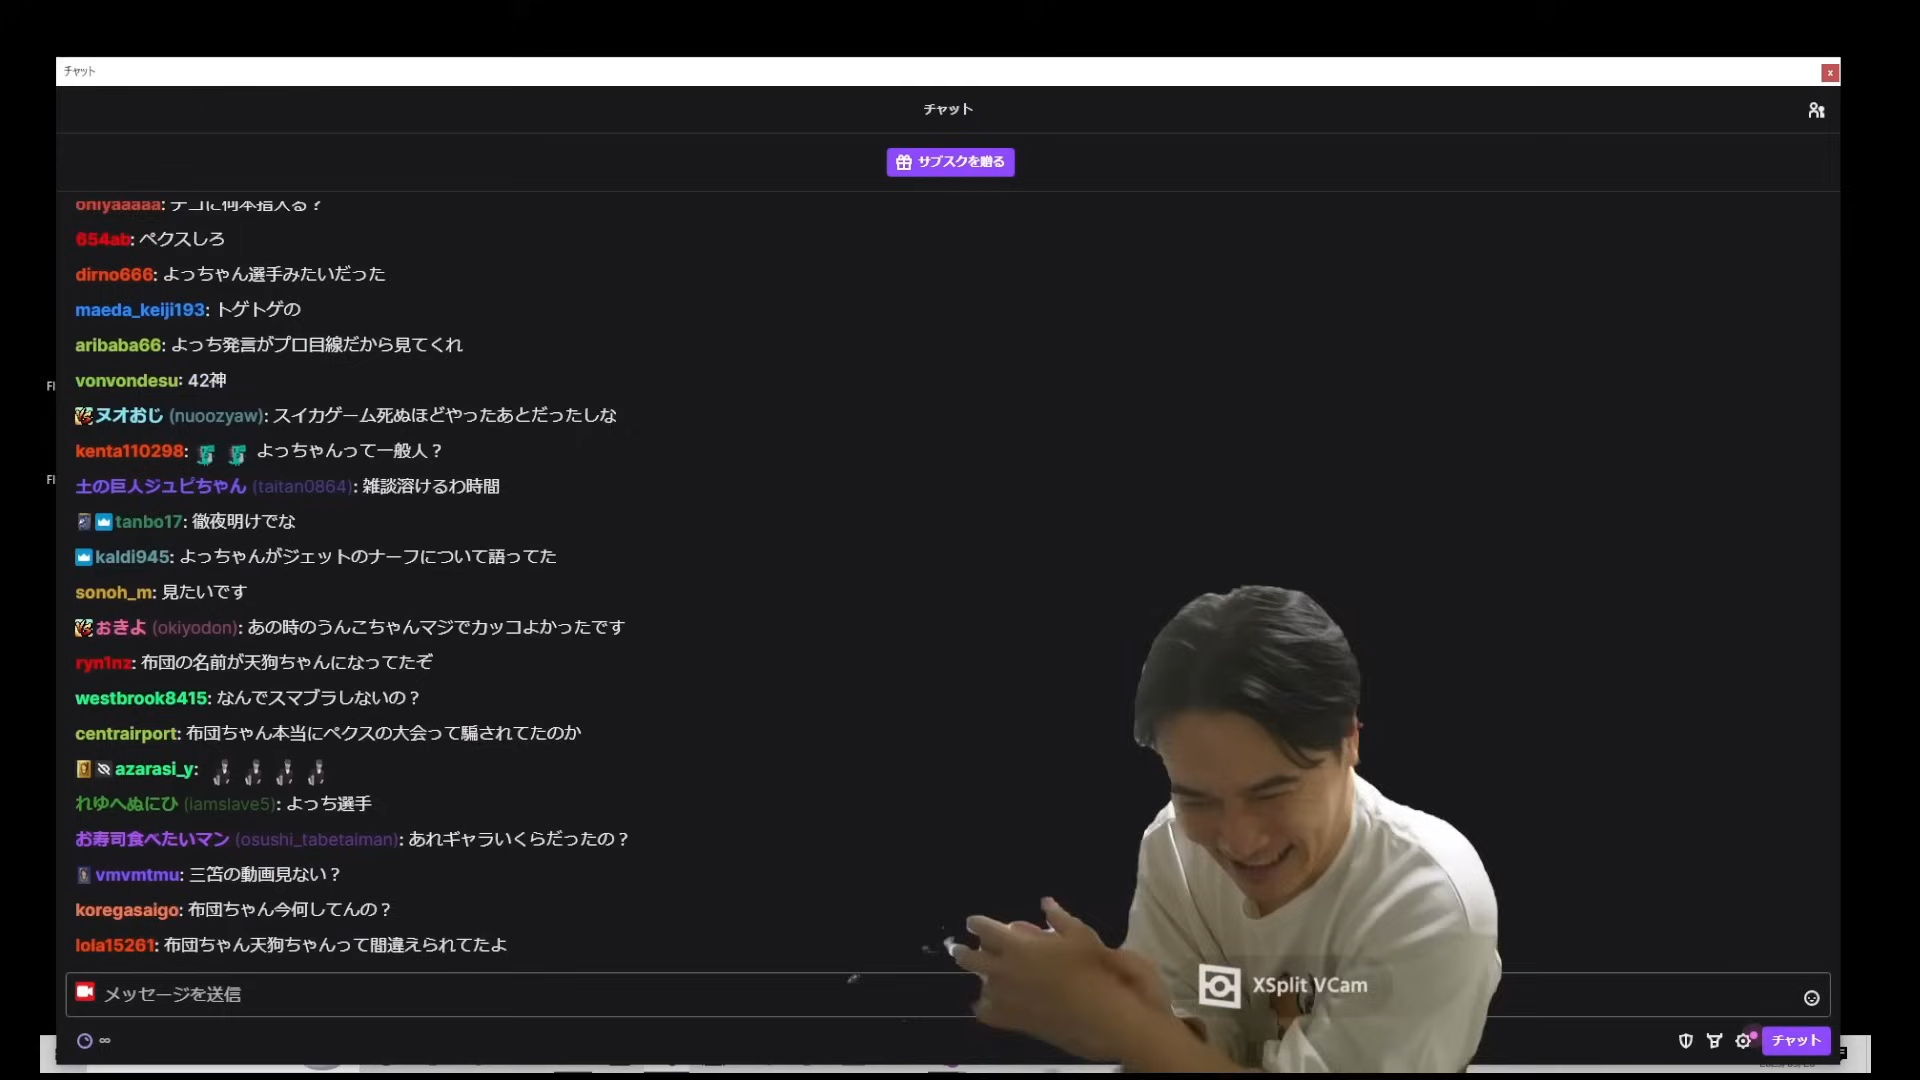 チャット
チャット
サブスクを贈る
oniyaaaaa: デコに何本指入る？
654ab: ペクスしろ
dirno666: よっちゃん選手みたいだった
maeda_keiji193: トゲトゲの
aribaba66: よっち発言がプロ目線だから見てくれ
vonvondesu: 42神
ヌオおじ (nuoozyaw): スイカゲーム死ぬほどやったあとだったしな
kenta110298: よっちゃんって一般人？
土の巨人ジュピちゃん (taitan0864): 雑談溶けるわ時間
tanbo17: 徹夜明けでな
kaldi945: よっちゃんがジェットのナーフについて語ってた
sonoh_m: 見たいです
おきよ (okiyodon): あの時のうんこちゃんマジでカッコよかったです
ryn1nz: 布団の名前が天狗ちゃんになってたぞ
westbrook8415: なんでスマブラしないの？
centrairport: 布団ちゃん本当にペクスの大会って騙されてたのか
azarasi_y:
れゆへぬにひ (iamslave5): よっち選手
お寿司食べたいマン (osushi_tabetaiman): あれギャラいくらだったの？
vmvmtmu: 三笘の動画見ない？
koregasaigo: 布団ちゃん今何してんの？
lola15261: 布団ちゃん天狗ちゃんって間違えられてたよ
メッセージを送信
XSplit VCam
∞
チャット